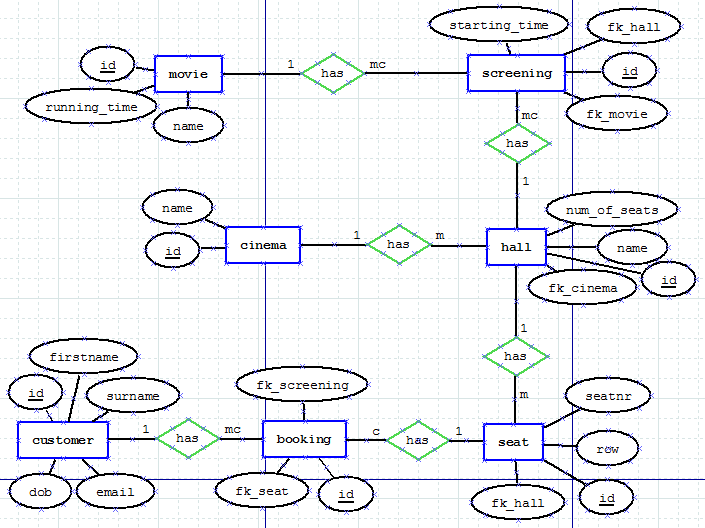 starting_time
fk_hall
id
movie
1
has
mc
screening
id
running_time
name
fk_movie
mc
has
1
name
num_of_seats
cinema
1
has
m
hall
name
id
id
fk_cinema
1
has
firstname
fk_screening
id
surname
m
seatnr
customer
1
has
mc
booking
c
has
1
seat
row
dob
email
fk_seat
id
fk_hall
id